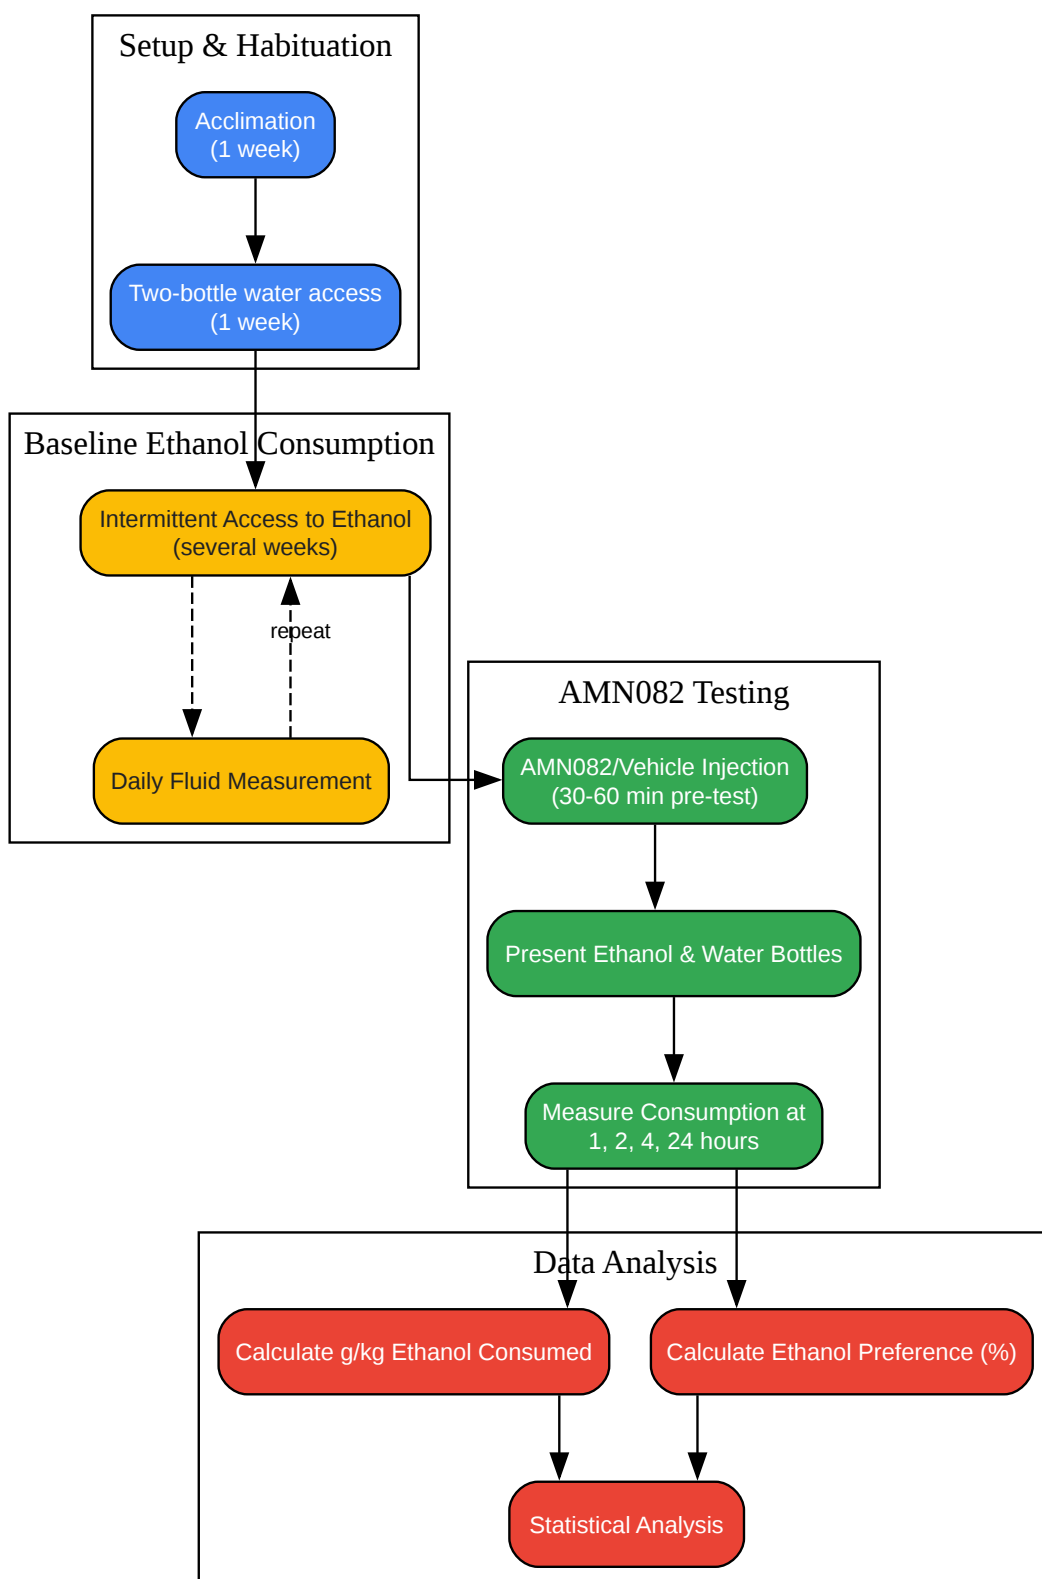 Setup & Habituation
Acclimation
(1 week)
Two-bottle water access
(1 week)
Baseline Ethanol Consumption
Intermittent Access to Ethanol
(several weeks)
repeat
Daily Fluid Measurement
AMN082 Testing
AMN082/Vehicle Injection
(30-60 min pre-test)
Present Ethanol & Water Bottles
Measure Consumption at
1, 2, 4, 24 hours
Data Analysis
Calculate g/kg Ethanol Consumed
Calculate Ethanol Preference (%)
Statistical Analysis